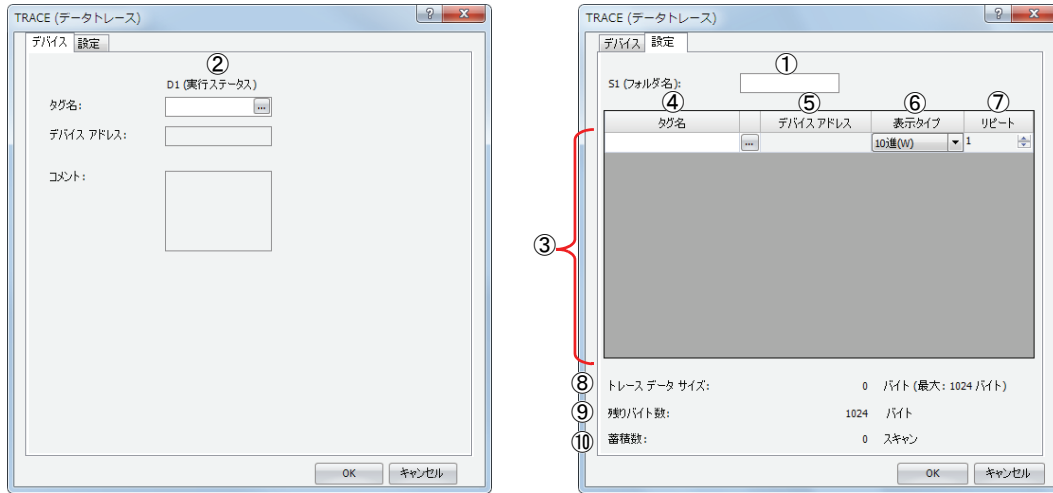 TRACE (データトレース)
デバイス 設定
②
D1 (実行ステータス)
タグ名: ...
デバイス アドレス:
コメント:
OK キャンセル
TRACE (データトレース)
デバイス 設定
①
S1 (フォルダ名):
④ ⑤ ⑥ ⑦
タグ名 デバイス アドレス 表示タイプ リピート
... 10進(W) 1
③
⑧ トレース データ サイズ: 0 バイト (最大: 1024 バイト)
⑨ 残りバイト数: 1024 バイト
⑩ 蓄積数: 0 スキャン
OK キャンセル